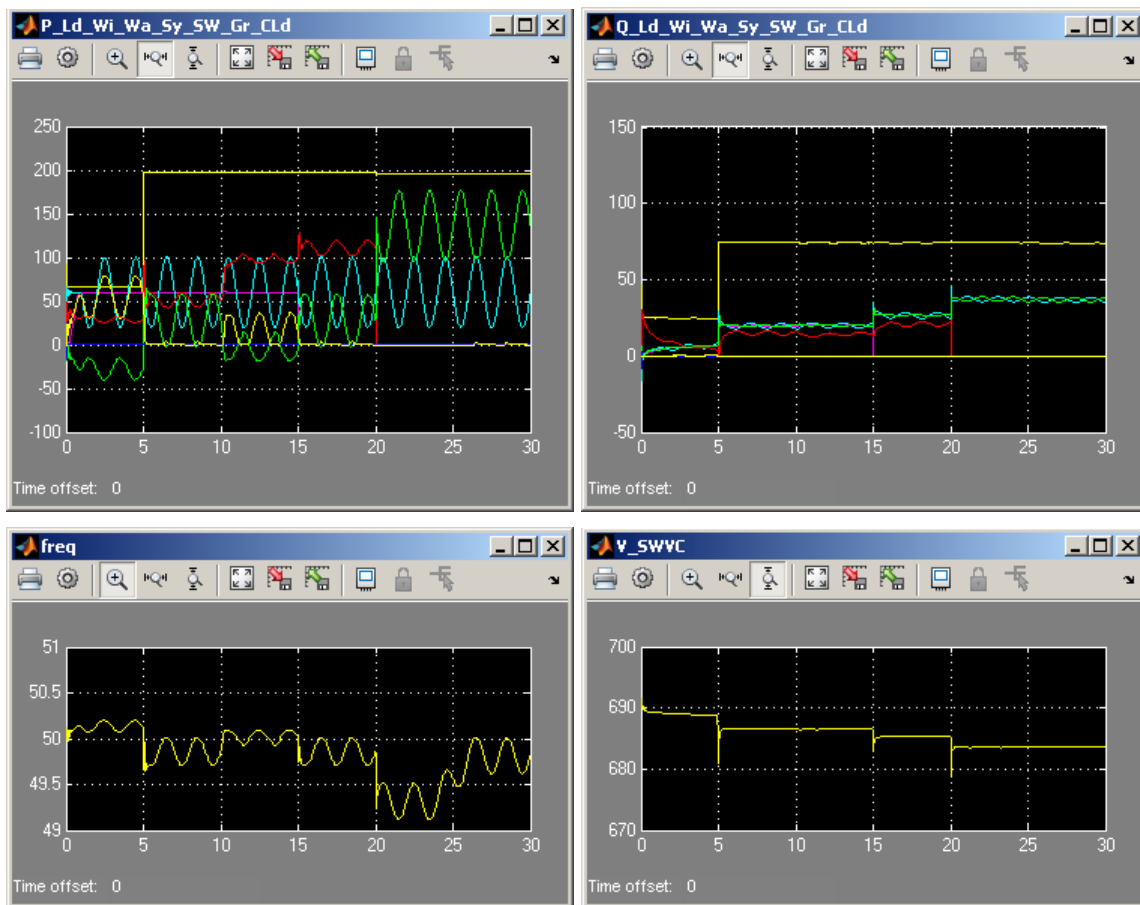 P_Ld_Wi_Wa_Sy_SW_Gr_CLd
250
200
150
100
50
0
-50
-100
0 5 10 15 20 25 30
Time offset: 0
Q_Ld_Wi_Wa_Sy_SW_Gr_CLd
150
100
50
0
-50
0 5 10 15 20 25 30
Time offset: 0
freq
51
50.5
50
49.5
49
0 5 10 15 20 25 30
Time offset: 0
V_SWVC
700
690
680
670
0 5 10 15 20 25 30
Time offset: 0